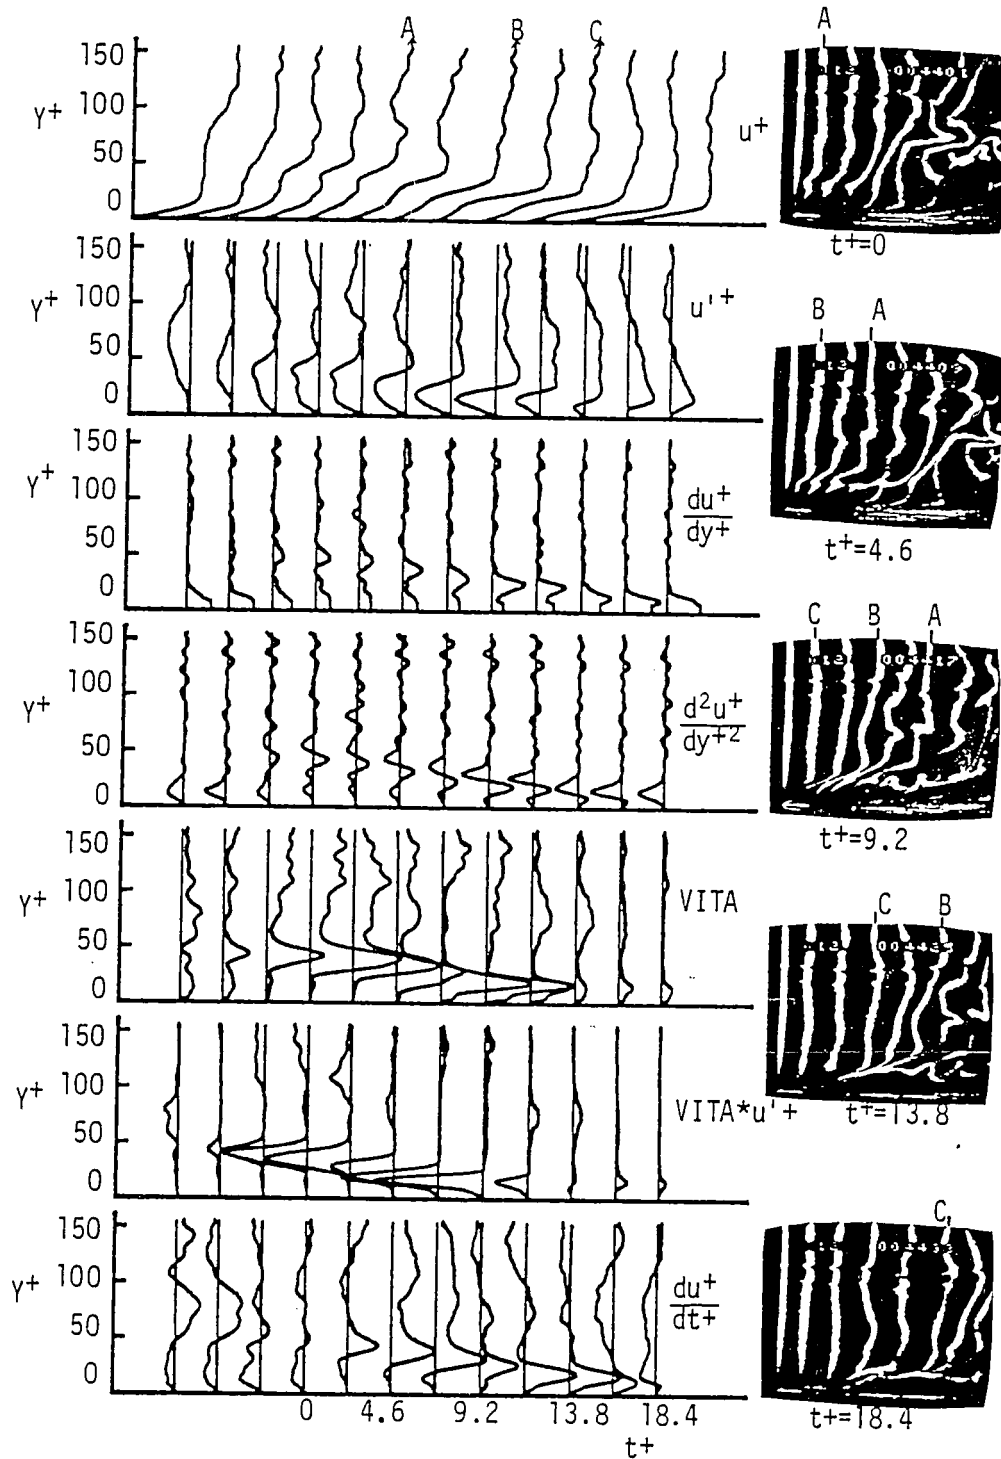 A B C
150
100
Y+
50
0
u+
150
100
Y+
50
0
u'+
150
Y+
100
50
0
du+
dy+
150
100
Y+
50
0
d²u+
dy+2
150
100
Y+
50
0
VITA
150
100
Y+
50
0
VITA*u'+
150
100
Y+
50
0
du+
dt+
0 4.6 9.2 13.8 18.4
t+
A
t+=0
B A
t+=4.6
C B A
t+=9.2
C B
t+=13.8
C
t+=18.4